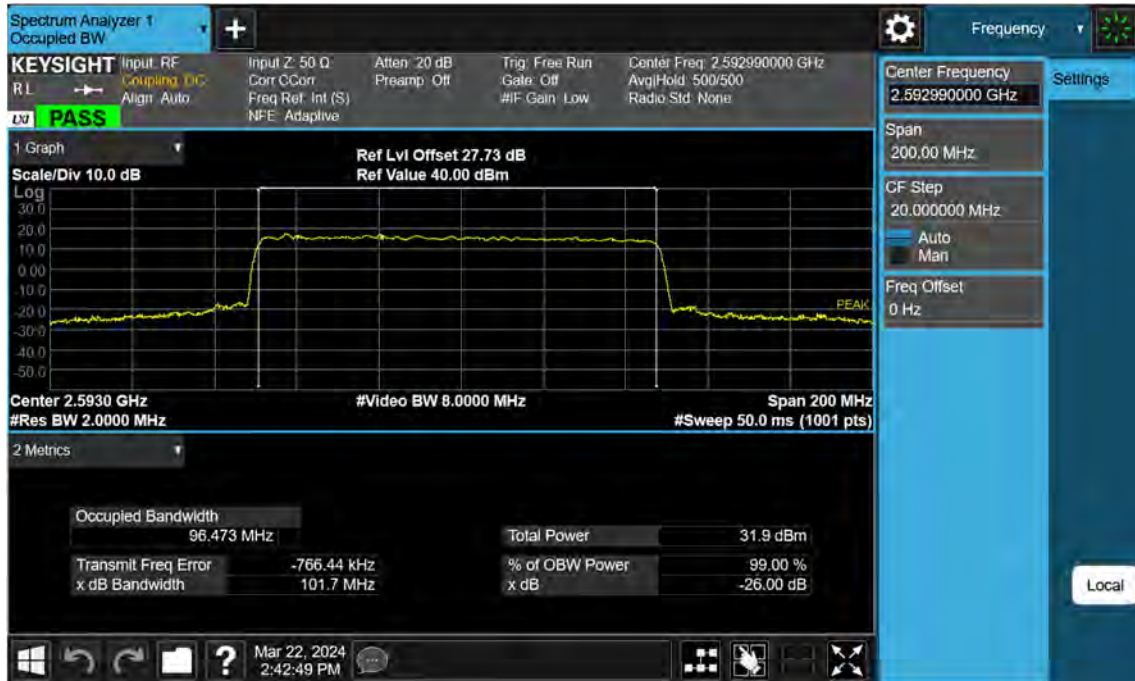 Spectrum Analyzer 1
Occupied BW
+
Frequency
KEYSIGHT
R L
LXI PASS
Input: RF
Coupling: DC
Align: Auto
Input Z: 50 Ω
Corr CCorr
Freq Ref: Int (S)
NFE: Adaptive
Atten: 20 dB
Preamp: Off
Trig: Free Run
Gate: Off
#IF Gain: Low
Center Freq: 2.592990000 GHz
Avg|Hold: 500/500
Radio Std: None
Center Frequency
2.592990000 GHz
Settings
Span
200.00 MHz
CF Step
20.000000 MHz
Auto
Man
Freq Offset
0 Hz
1 Graph
Scale/Div 10.0 dB
Ref Lvl Offset 27.73 dB
Ref Value 40.00 dBm
Log
30.0
20.0
10.0
0.00
-10.0
-20.0
-30.0
-40.0
-50.0
PEAK
Center 2.5930 GHz
#Res BW 2.0000 MHz
#Video BW 8.0000 MHz
Span 200 MHz
#Sweep 50.0 ms (1001 pts)
2 Metrics
Occupied Bandwidth
96.473 MHz
Total Power 31.9 dBm
Transmit Freq Error -766.44 kHz
% of OBW Power 99.00 %
x dB Bandwidth 101.7 MHz
x dB -26.00 dB
Local
?
Mar 22, 2024
2:42:49 PM